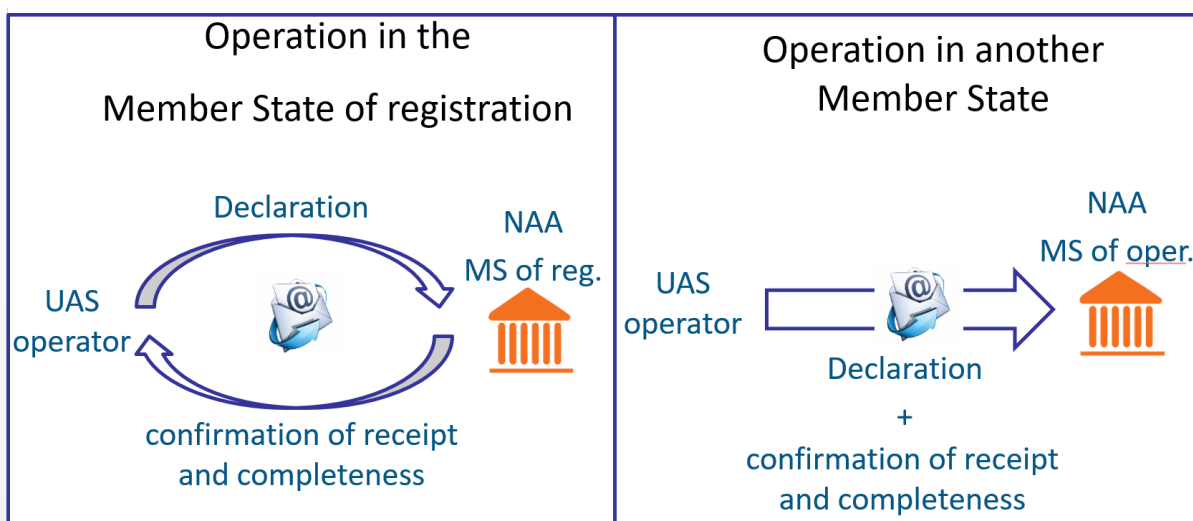 Operation in the
Member State of registration
Declaration
NAA
MS of reg.
UAS
operator
@
confirmation of receipt
and completeness
Operation in another
Member State
NAA
MS of oper.
UAS
operator
@
Declaration
+
confirmation of receipt
and completeness